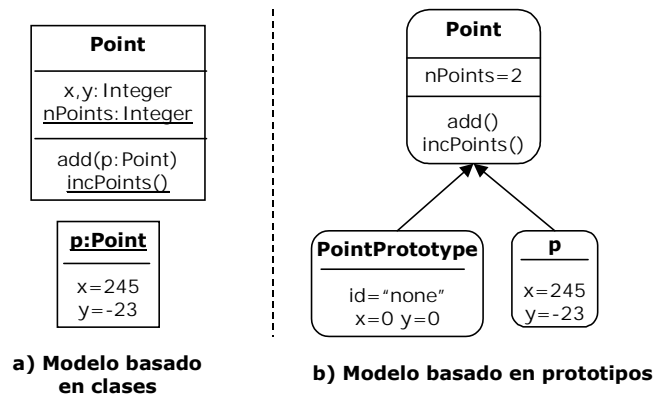 Point
x,y: Integer
nPoints: Integer
add(p: Point)
incPoints()
p:Point
x=245
y=-23
a) Modelo basado
en clases
Point
nPoints=2
add()
incPoints()
PointPrototype
id="none"
x=0 y=0
p
x=245
y=-23
b) Modelo basado en prototipos